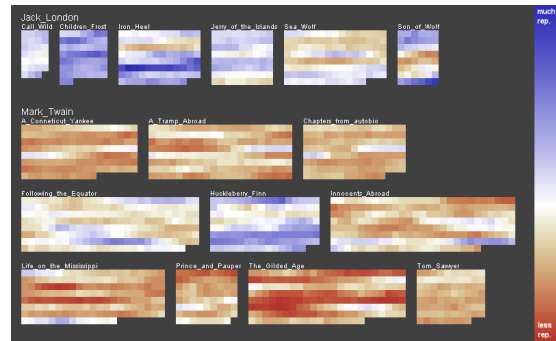 Jack_London
Call_Wild Children_Frost Iron_Heel Jerry_of_the_Islands Sea_Wolf Son_of_Wolf
Mark_Twain
A_Conneticut_Yankee A_Tramp_Abroad Chapters_from_autobio
Following_the_Equator Huckleberry_Finn Innocents_Abroad
Life_on_the_Mississippi Prince_and_Pauper The_Gilded_Age Tom_Sawyer
much
rep.
less
rep.